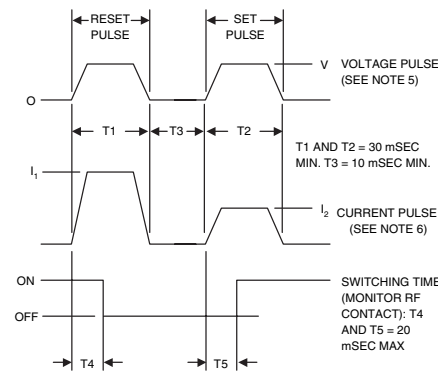 RESET
PULSE
SET
PULSE
V
VOLTAGE PULSE
(SEE NOTE 5)
O
T1
T3
T2
T1 AND T2 = 30 mSEC
MIN. T3 = 10 mSEC MIN.
I1
I2
CURRENT PULSE
(SEE NOTE 6)
ON
OFF
SWITCHING TIME
(MONITOR RF
CONTACT): T4
AND T5 = 20
mSEC MAX
T4
T5